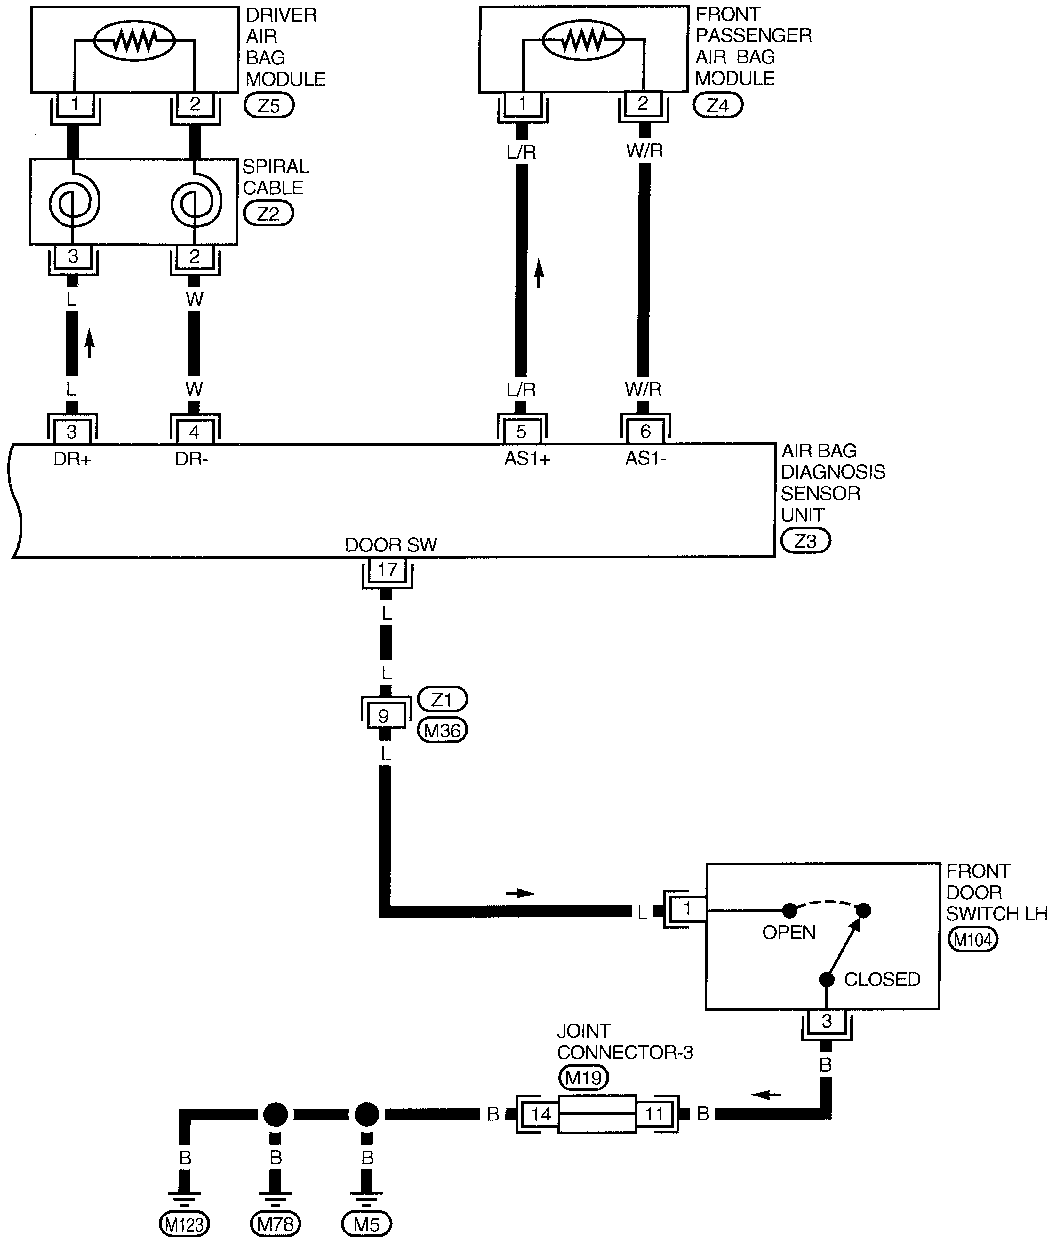 DRIVER
AIR
BAG
MODULE
Z5
1
2
FRONT
PASSENGER
AIR BAG
MODULE
Z4
1
2
L/R
W/R
SPIRAL
CABLE
Z2
3
2
L
W
L
W
L/R
W/R
3
4
5
6
DR+
DR-
AS1+
AS1-
AIR BAG
DIAGNOSIS
SENSOR
UNIT
Z3
DOOR SW
17
L
L
Z1
9
M36
L
FRONT
DOOR
SWITCH LH
M104
L
1
OPEN
CLOSED
3
B
JOINT
CONNECTOR-3
M19
B
14
11
B
B
B
B
M123
M78
M5